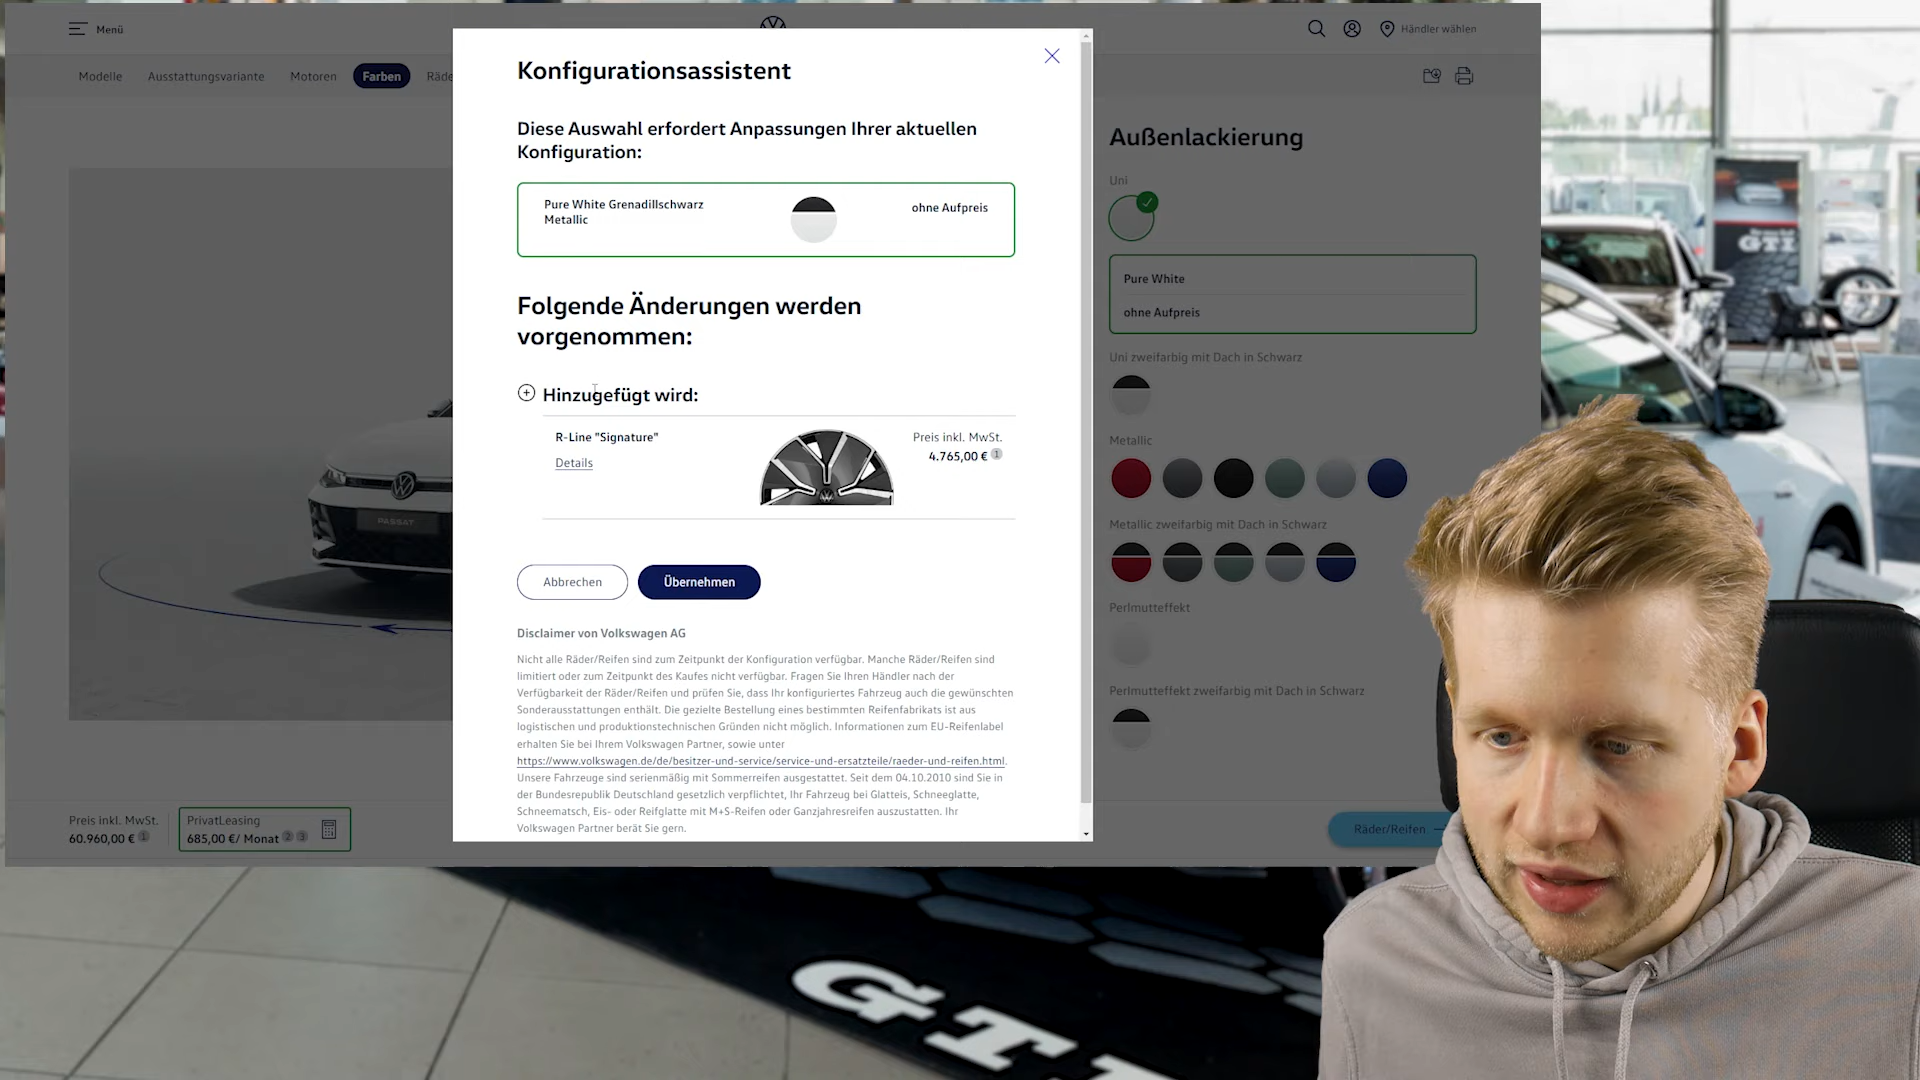 Menü
Händler wählen
Modelle
Ausstattungsvariante
Motoren
Farben
Räde
Konfigurationsassistent
Diese Auswahl erfordert Anpassungen Ihrer aktuellen
Konfiguration:
Pure White Grenadillschwarz
Metallic
ohne Aufpreis
Folgende Änderungen werden
vorgenommen:
Hinzugefügt wird:
R-Line "Signature"
Details
Preis inkl. MwSt.
4.765,00 € 1
Abbrechen
Übernehmen
Disclaimer von Volkswagen AG
Nicht alle Räder/Reifen sind zum Zeitpunkt der Konfiguration verfügbar. Manche Räder/Reifen sind
limitiert oder zum Zeitpunkt des Kaufes nicht verfügbar. Fragen Sie Ihren Händler nach der
Verfügbarkeit der Räder/Reifen und prüfen Sie, dass Ihr konfiguriertes Fahrzeug auch die gewünschten
Sonderausstattungen enthält. Die gezielte Bestellung eines bestimmten Reifenfabrikats ist aus
logistischen und produktionstechnischen Gründen nicht möglich. Informationen zum EU-Reifenlabel
erhalten Sie bei Ihrem Volkswagen Partner, sowie unter
https://www.volkswagen.de/de/besitzer-und-service/service-und-ersatzteile/raeder-und-reifen.html.
Unsere Fahrzeuge sind serienmäßig mit Sommerreifen ausgestattet. Seit dem 04.10.2010 sind Sie in
der Bundesrepublik Deutschland gesetzlich verpflichtet, Ihr Fahrzeug bei Glatteis, Schneeglatte,
Schneematsch, Eis- oder Reifglatte mit M+S-Reifen oder Ganzjahresreifen auszustatten. Ihr
Volkswagen Partner berät Sie gern.
PASSAT
Preis inkl. MwSt.
60.960,00 € 1
PrivatLeasing
685,00 €/ Monat 2 3
Außenlackierung
Uni
Pure White
ohne Aufpreis
Uni zweifarbig mit Dach in Schwarz
Metallic
Metallic zweifarbig mit Dach in Schwarz
Perlmutteffekt
Perlmutteffekt zweifarbig mit Dach in Schwarz
Räder/Reifen
GTI
GTI